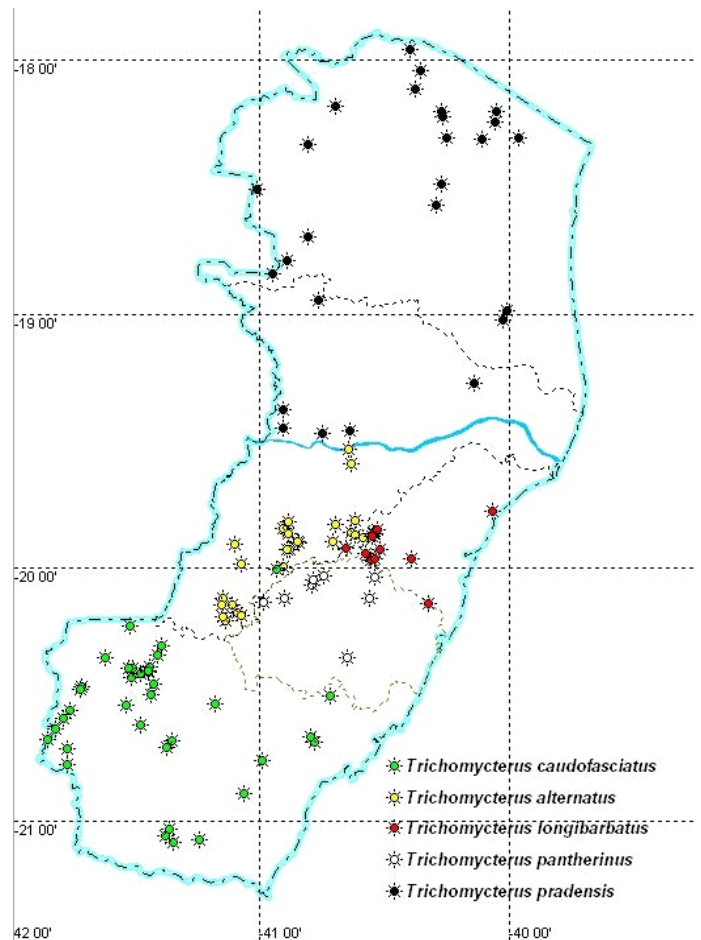 -18 00'
-19 00'
-20 00'
Trichomycterus caudofasciatus
Trichomycterus alternatus
-21 00'
Trichomycterus longibarbatus
Trichomycterus pantherinus
Trichomycterus pradensis
42 00'
-41 00'
-40 00'